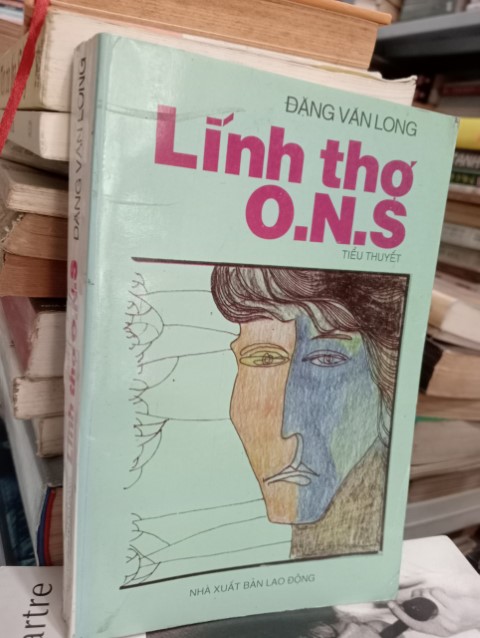 ĐẶNG VĂN LONG
Lính thợ
O.N.S
TIỂU THUYẾT
NHÀ XUẤT BẢN LAO ĐỘNG
ĐẶNG VĂN LONG
Lính thợ O.N.S
artre